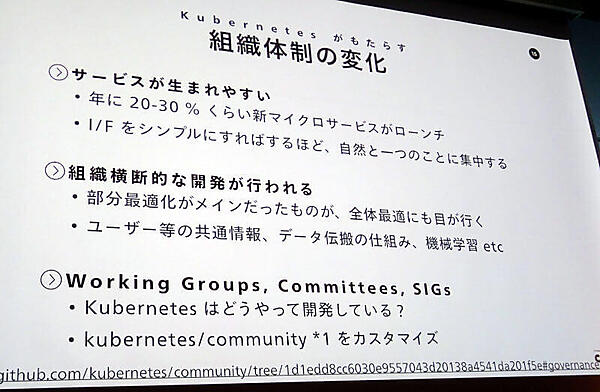 Kubernetes がもたらす
組織体制の変化
サービスが生まれやすい
• 年に 20-30 % くらい新マイクロサービスがローンチ
• I/F をシンプルにすればするほど、自然と一つのことに集中する
組織横断的な開発が行われる
• 部分最適化がメインだったものが、全体最適にも目が行く
• ユーザー等の共通情報、データ伝搬の仕組み、機械学習 etc
Working Groups, Committees, SIGs
• Kubernetes はどうやって開発している？
• kubernetes/community *1 をカスタマイズ
github.com/kubernetes/community/tree/1d1edd8cc6030e9557043d20138a4541da201f5e#governance